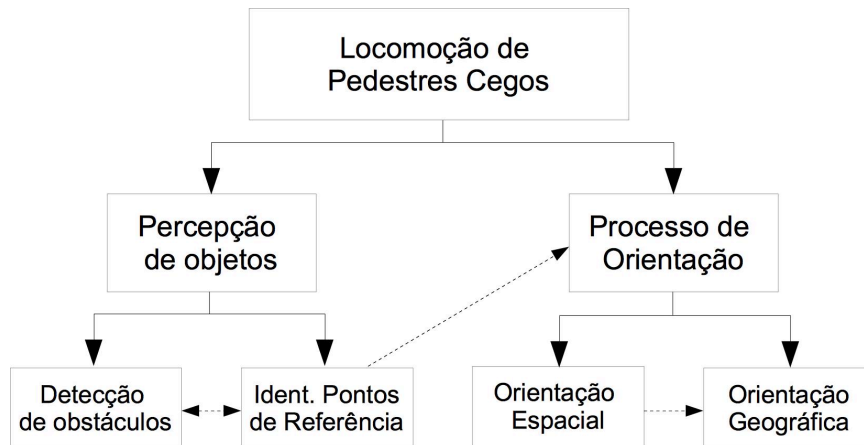 Locomoção de
Pedestres Cegos
Percepção
de objetos
Processo de
Orientação
Detecção
de obstáculos
Ident. Pontos
de Referência
Orientação
Espacial
Orientação
Geográfica